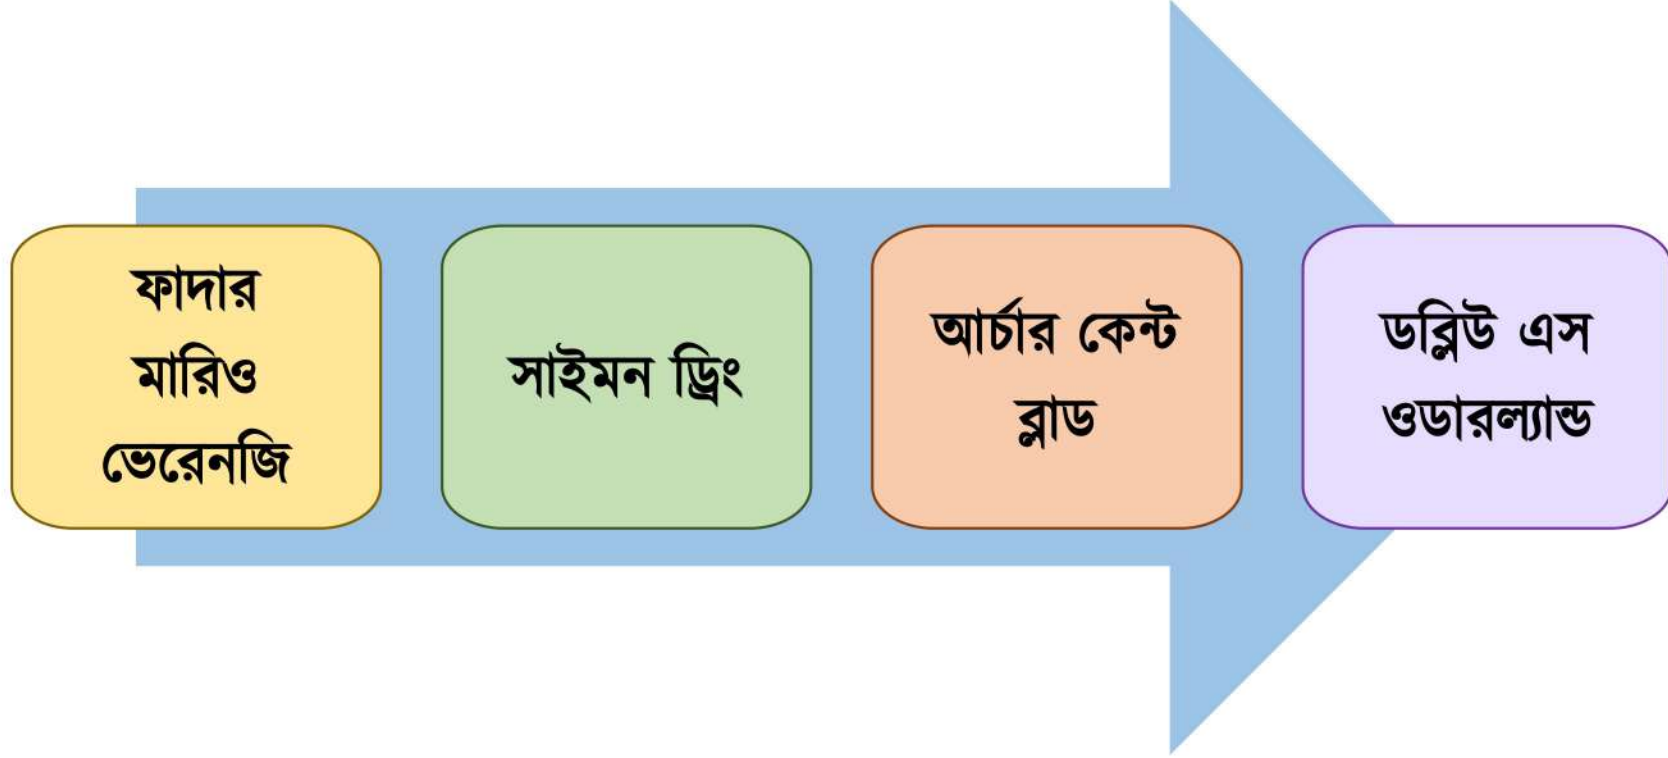 ফাদার
মারিও
ভেরেনজি
সাইমন ড্রিং
আর্চার কেন্ট
ব্লাড
ডব্লিউ এস
ওডারল্যান্ড